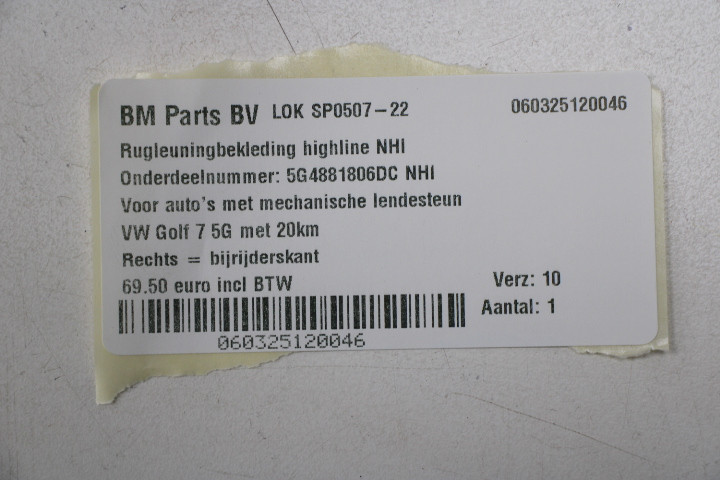 BM Parts BV LOK SP0507-22 060325120046
Rugleuningbekleding highline NHI
Onderdeelnummer: 5G4881806DC NHI
Voor auto's met mechanische lendesteun
VW Golf 7 5G met 20km
Rechts = bijrijderskant
69.50 euro incl BTW Verz: 10
Aantal: 1
060325120046